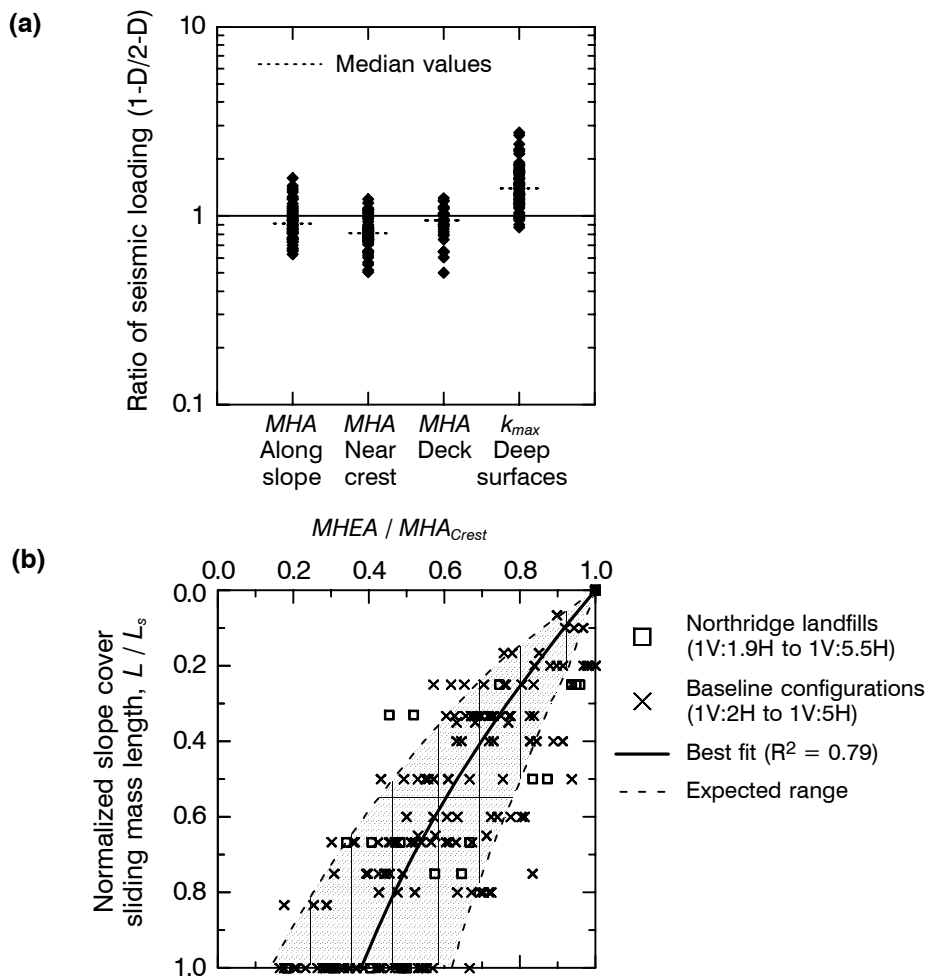 (a)
10
Median values
1
0.1
Ratio of seismic loading (1-D/2-D)
MHA Along slope
MHA Near crest
MHA Deck
kmax Deep surfaces
(b)
MHEA / MHACrest
0.0 0.2 0.4 0.6 0.8 1.0
0.0
0.2
0.4
0.6
0.8
1.0
Normalized slope cover
sliding mass length, L / Ls
Northridge landfills
(1V:1.9H to 1V:5.5H)
Baseline configurations
(1V:2H to 1V:5H)
Best fit (R² = 0.79)
Expected range